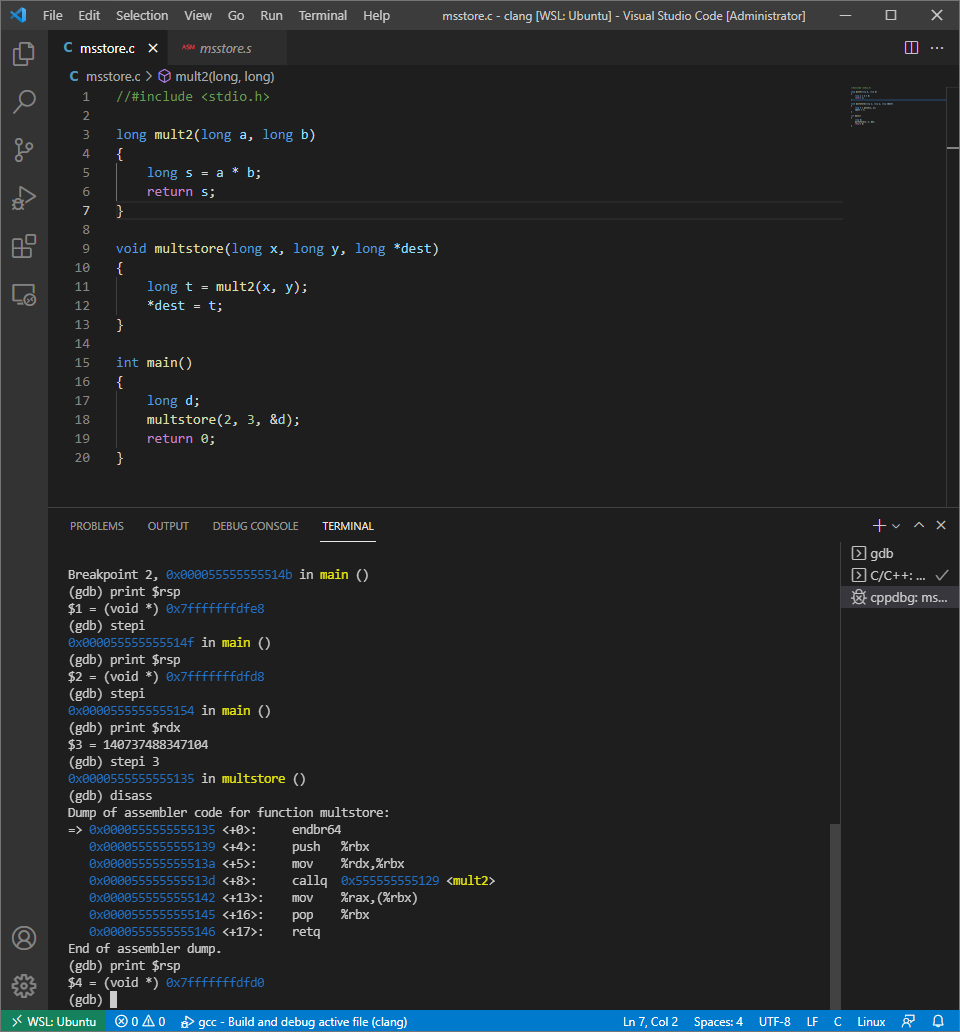 File Edit Selection View Go Run Terminal Help msstore.c - clang [WSL: Ubuntu] - Visual Studio Code [Administrator]
C msstore.c ASM msstore.s
C msstore.c > mult2(long, long)
1 //#include <stdio.h>
2
3 long mult2(long a, long b)
4 {
5 long s = a * b;
6 return s;
7 }
8
9 void multstore(long x, long y, long *dest)
10 {
11 long t = mult2(x, y);
12 *dest = t;
13 }
14
15 int main()
16 {
17 long d;
18 multstore(2, 3, &d);
19 return 0;
20 }
PROBLEMS OUTPUT DEBUG CONSOLE TERMINAL
gdb
C/C++: ...
cppdbg: ms...
Breakpoint 2, 0x000055555555514b in main ()
(gdb) print $rsp
$1 = (void *) 0x7fffffffdfe8
(gdb) stepi
0x000055555555514f in main ()
(gdb) print $rsp
$2 = (void *) 0x7fffffffdfd8
(gdb) stepi
0x0000555555555154 in main ()
(gdb) print $rdx
$3 = 140737488347104
(gdb) stepi 3
0x0000555555555135 in multstore ()
(gdb) disass
Dump of assembler code for function multstore:
=> 0x0000555555555135 <+0>: endbr64
0x0000555555555139 <+4>: push %rbx
0x000055555555513a <+5>: mov %rdx,%rbx
0x000055555555513d <+8>: callq 0x555555555129 <mult2>
0x0000555555555142 <+13>: mov %rax,(%rbx)
0x0000555555555145 <+16>: pop %rbx
0x0000555555555146 <+17>: retq
End of assembler dump.
(gdb) print $rsp
$4 = (void *) 0x7fffffffdfd0
(gdb)
WSL: Ubuntu 0 0 gcc - Build and debug active file (clang) Ln 7, Col 2 Spaces: 4 UTF-8 LF C Linux